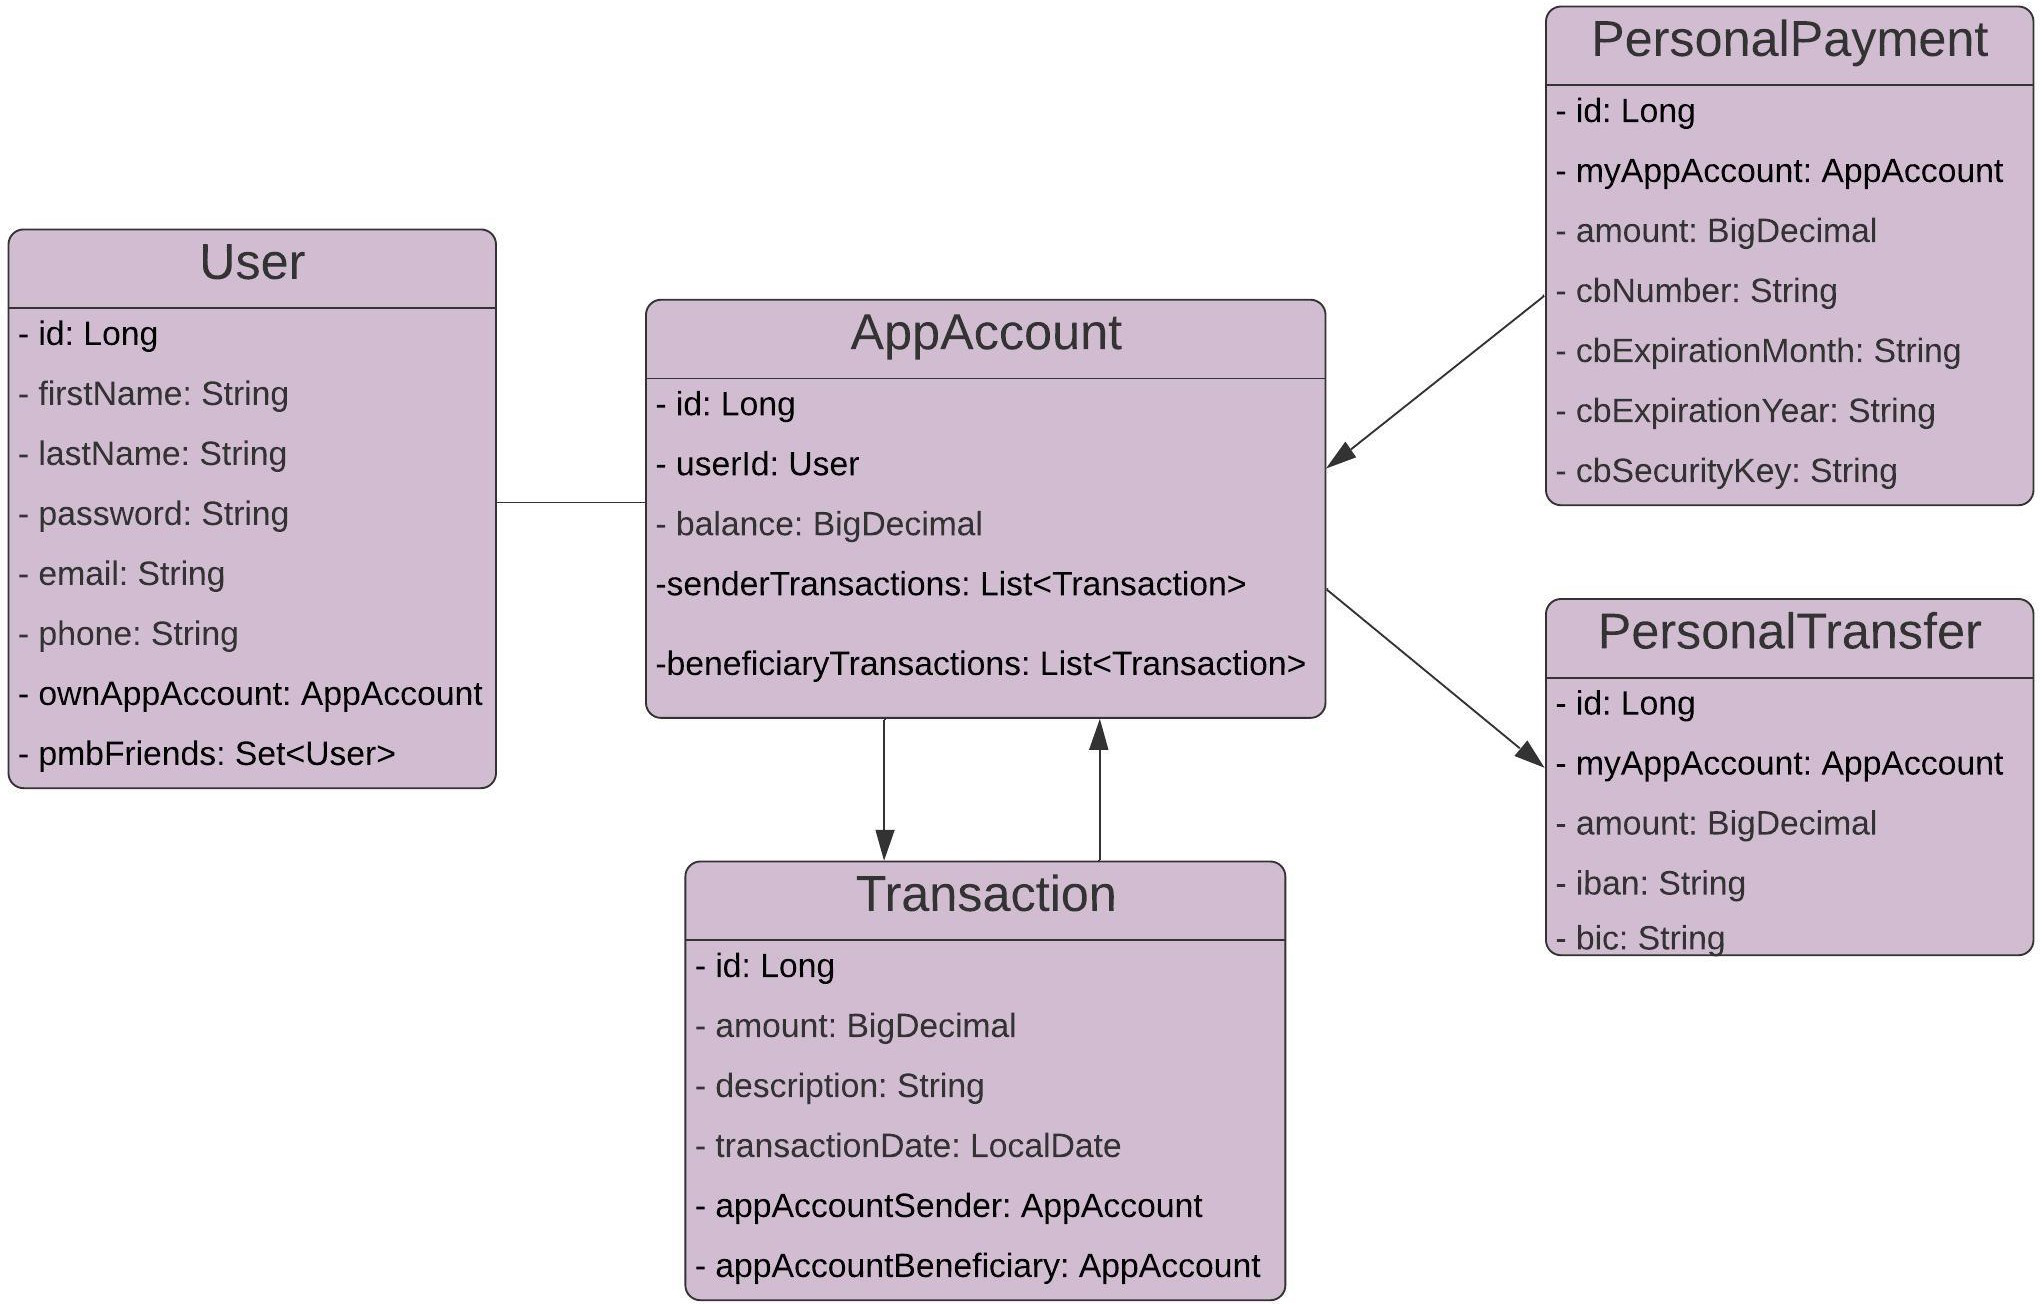 User
- id: Long
- firstName: String
- lastName: String
- password: String
- email: String
- phone: String
- ownAppAccount: AppAccount
- pmbFriends: Set<User>
AppAccount
- id: Long
- userId: User
- balance: BigDecimal
-senderTransactions: List<Transaction>
-beneficiaryTransactions: List<Transaction>
Transaction
- id: Long
- amount: BigDecimal
- description: String
- transactionDate: LocalDate
- appAccountSender: AppAccount
- appAccountBeneficiary: AppAccount
PersonalPayment
- id: Long
- myAppAccount: AppAccount
- amount: BigDecimal
- cbNumber: String
- cbExpirationMonth: String
- cbExpirationYear: String
- cbSecurityKey: String
PersonalTransfer
- id: Long
- myAppAccount: AppAccount
- amount: BigDecimal
- iban: String
- bic: String